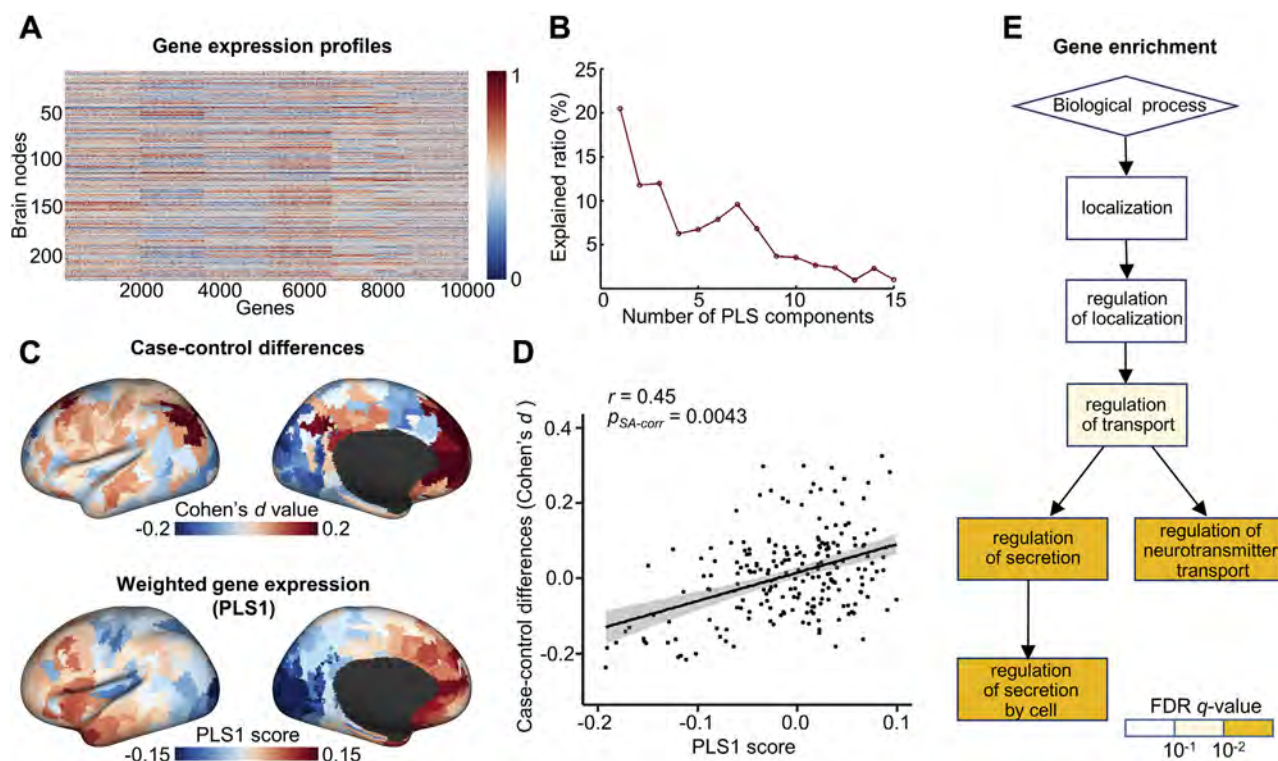 A
Gene expression profiles
Brain nodes
50
100
150
200
2000 4000 6000 8000 10000
Genes
1
0
B
Explained ratio (%)
25
20
15
10
5
0 5 10 15
Number of PLS components
C
Case-control differences
Cohen's d value
-0.2 0.2
Weighted gene expression
(PLS1)
PLS1 score
-0.15 0.15
D
r = 0.45
pSA-corr = 0.0043
Case-control differences (Cohen's d )
0.4
0.2
0.0
-0.2
-0.2 -0.1 0.0 0.1
PLS1 score
E
Gene enrichment
Biological process
localization
regulation
of localization
regulation
of transport
regulation
of secretion
regulation of
neurotransmitter
transport
regulation
of secretion
by cell
FDR q-value
10-1 10-2